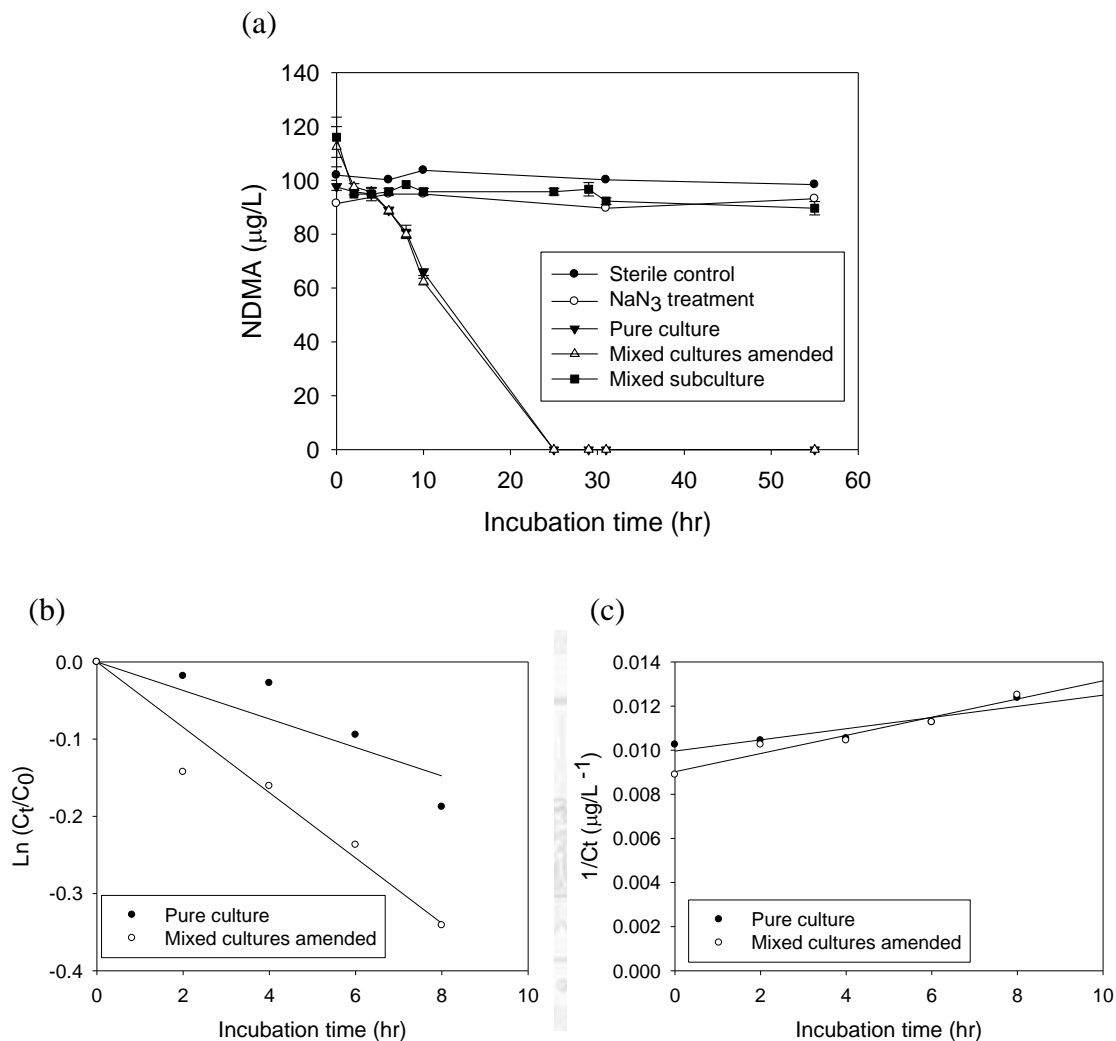 (a)
140
120
100
80
60
40
20
0
NDMA (μg/L)
Sterile control
NaN3 treatment
Pure culture
Mixed cultures amended
Mixed subculture
0 10 20 30 40 50 60
Incubation time (hr)
(b)
0.0
-0.1
-0.2
-0.3
-0.4
Ln (Ct/C0)
Pure culture
Mixed cultures amended
0 2 4 6 8 10
Incubation time (hr)
(c)
0.014
0.012
0.010
0.008
0.006
0.004
0.002
0.000
1/Ct (μg/L -1)
Pure culture
Mixed cultures amended
0 2 4 6 8 10
Incubation time (hr)